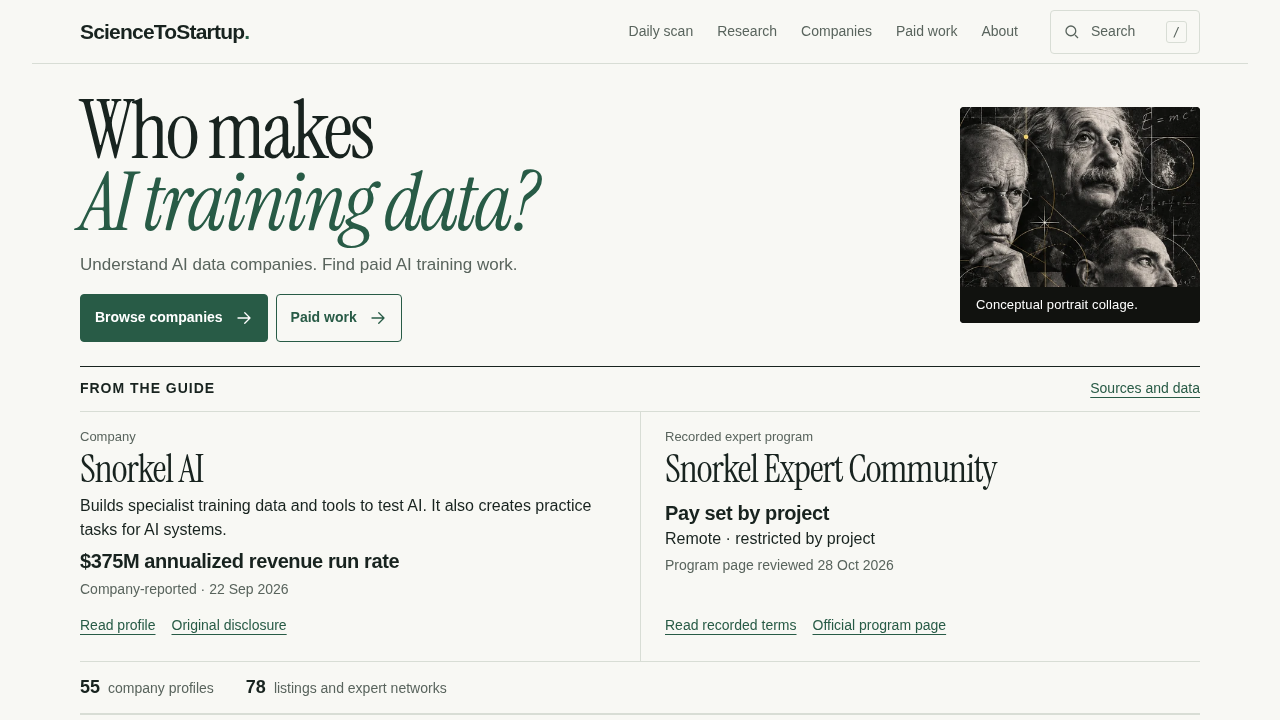 ScienceToStartup.
Daily scan
Research
Companies
Paid work
About
Search
/
Who makes
AI training data?
Understand AI data companies. Find paid AI training work.
Browse companies →
Paid work →
E = mc²
Conceptual portrait collage.
FROM THE GUIDE
Sources and data
Company
Snorkel AI
Builds specialist training data and tools to test AI. It also creates practice
tasks for AI systems.
$375M annualized revenue run rate
Company-reported · 22 Sep 2026
Read profile
Original disclosure
Recorded expert program
Snorkel Expert Community
Pay set by project
Remote · restricted by project
Program page reviewed 28 Oct 2026
Read recorded terms
Official program page
55 company profiles
78 listings and expert networks